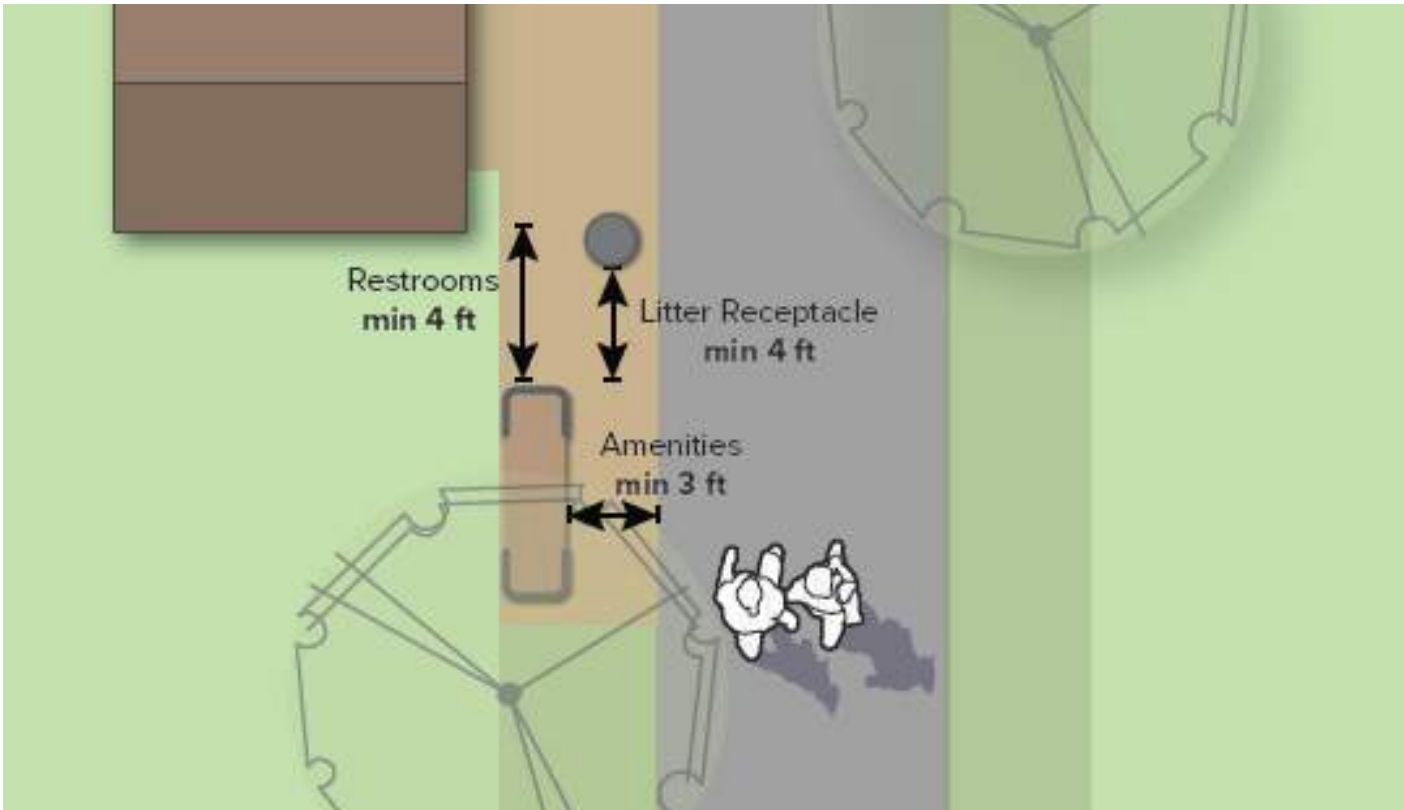 Restrooms
min 4 ft
Litter Receptacle
min 4 ft
Amenities
min 3 ft